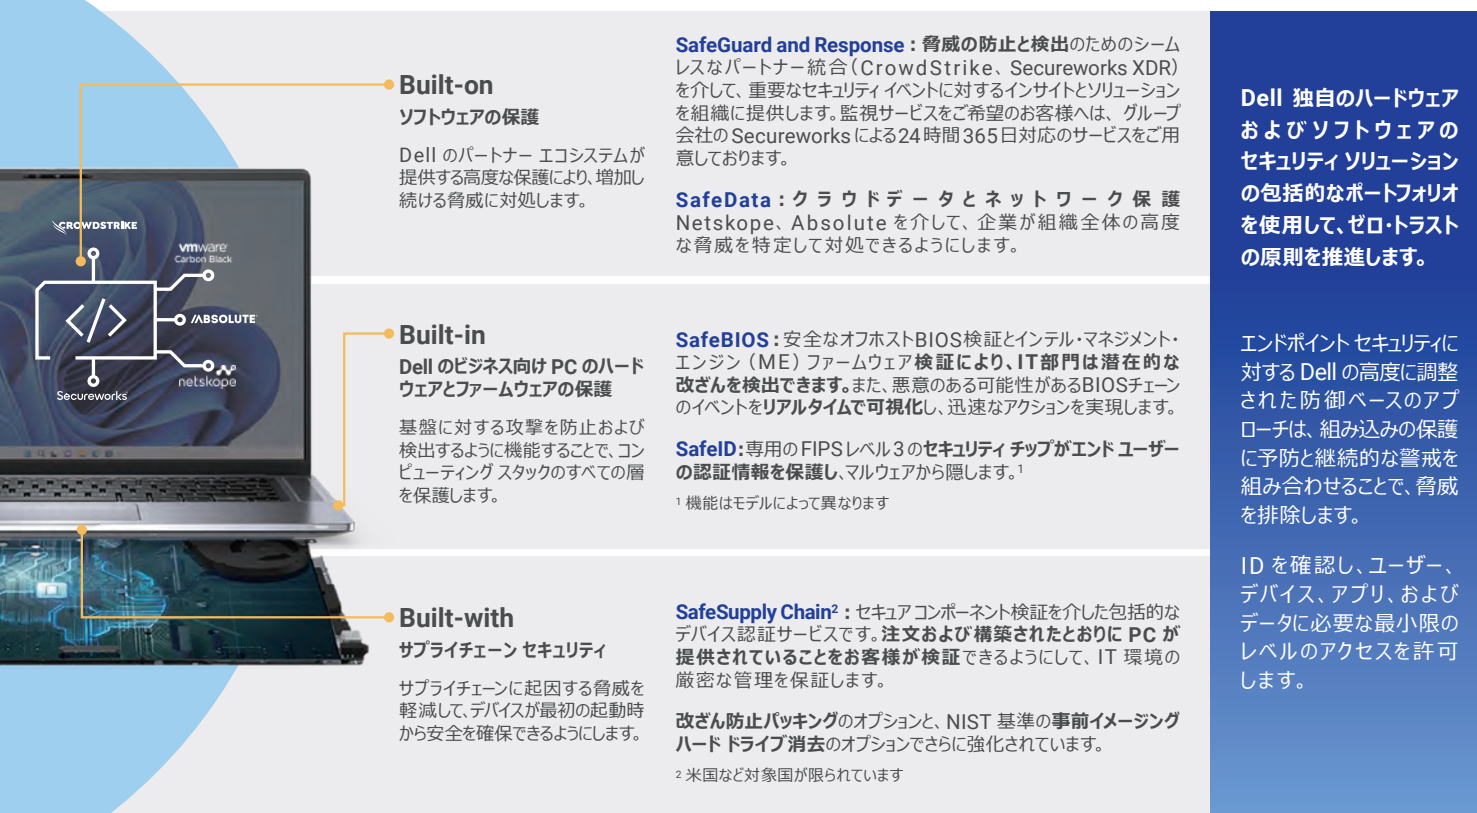 CROWDSTRIKE
vmware
Carbon Black
</>
ABSOLUTE
netskope
Secureworks
Built-on
ソフトウェアの保護
Dell のパートナー エコシステムが
提供する高度な保護により、増加し
続ける脅威に対処します。
SafeGuard and Response : 脅威の防止と検出のためのシーム
レスなパートナー統合(CrowdStrike、Secureworks XDR)
を介して、重要なセキュリティ イベントに対するインサイトとソリューション
を組織に提供します。監視サービスをご希望のお客様へは、グループ
会社の Secureworks による24時間365日対応のサービスをご用
意しております。
SafeData : クラウドデータとネットワーク保護
Netskope、Absolute を介して、企業が組織全体の高度
な脅威を特定して対処できるようにします。
Built-in
Dell のビジネス向け PC のハード
ウェアとファームウェアの保護
基盤に対する攻撃を防止および
検出するように機能することで、コン
ピューティング スタックのすべての層
を保護します。
SafeBIOS : 安全なオフホストBIOS検証とインテル・マネジメント・
エンジン (ME) ファームウェア検証により、IT部門は潜在的な
改ざんを検出できます。また、悪意のある可能性があるBIOSチェーン
のイベントをリアルタイムで可視化し、迅速なアクションを実現します。
SafeID : 専用のFIPSレベル3のセキュリティ チップがエンド ユーザー
の認証情報を保護し、マルウェアから隠します。¹
¹ 機能はモデルによって異なります
Built-with
サプライチェーン セキュリティ
サプライチェーンに起因する脅威を
軽減して、デバイスが最初の起動時
から安全を確保できるようにします。
SafeSupply Chain² : セキュア コンポーネント検証を介した包括的な
デバイス認証サービスです。注文および構築されたとおりに PC が
提供されていることをお客様が検証できるようにして、IT 環境の
厳密な管理を保証します。
改ざん防止パッキングのオプションと、NIST 基準の事前イメージング
ハード ドライブ消去のオプションでさらに強化されています。
² 米国など対象国が限られています
Dell 独自のハードウェア
およびソフトウェアの
セキュリティ ソリューション
の包括的なポートフォリオ
を使用して、ゼロ・トラスト
の原則を推進します。
エンドポイント セキュリティに
対する Dell の高度に調整
された防御ベースのアプ
ローチは、組み込みの保護
に予防と継続的な警戒を
組み合わせることで、脅威
を排除します。
ID を確認し、ユーザー、
デバイス、アプリ、および
データに必要な最小限の
レベルのアクセスを許可
します。